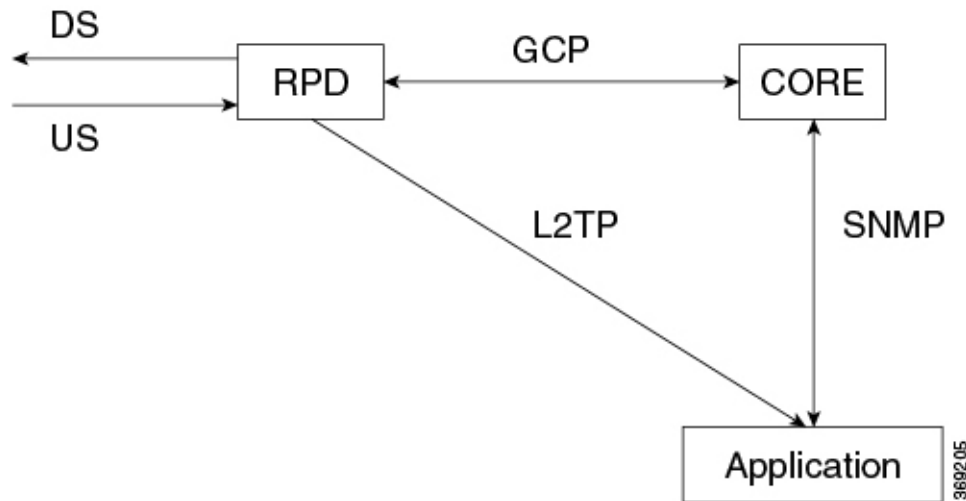 DS
GCP
RPD
CORE
US
L2TP
SNMP
Application
369205